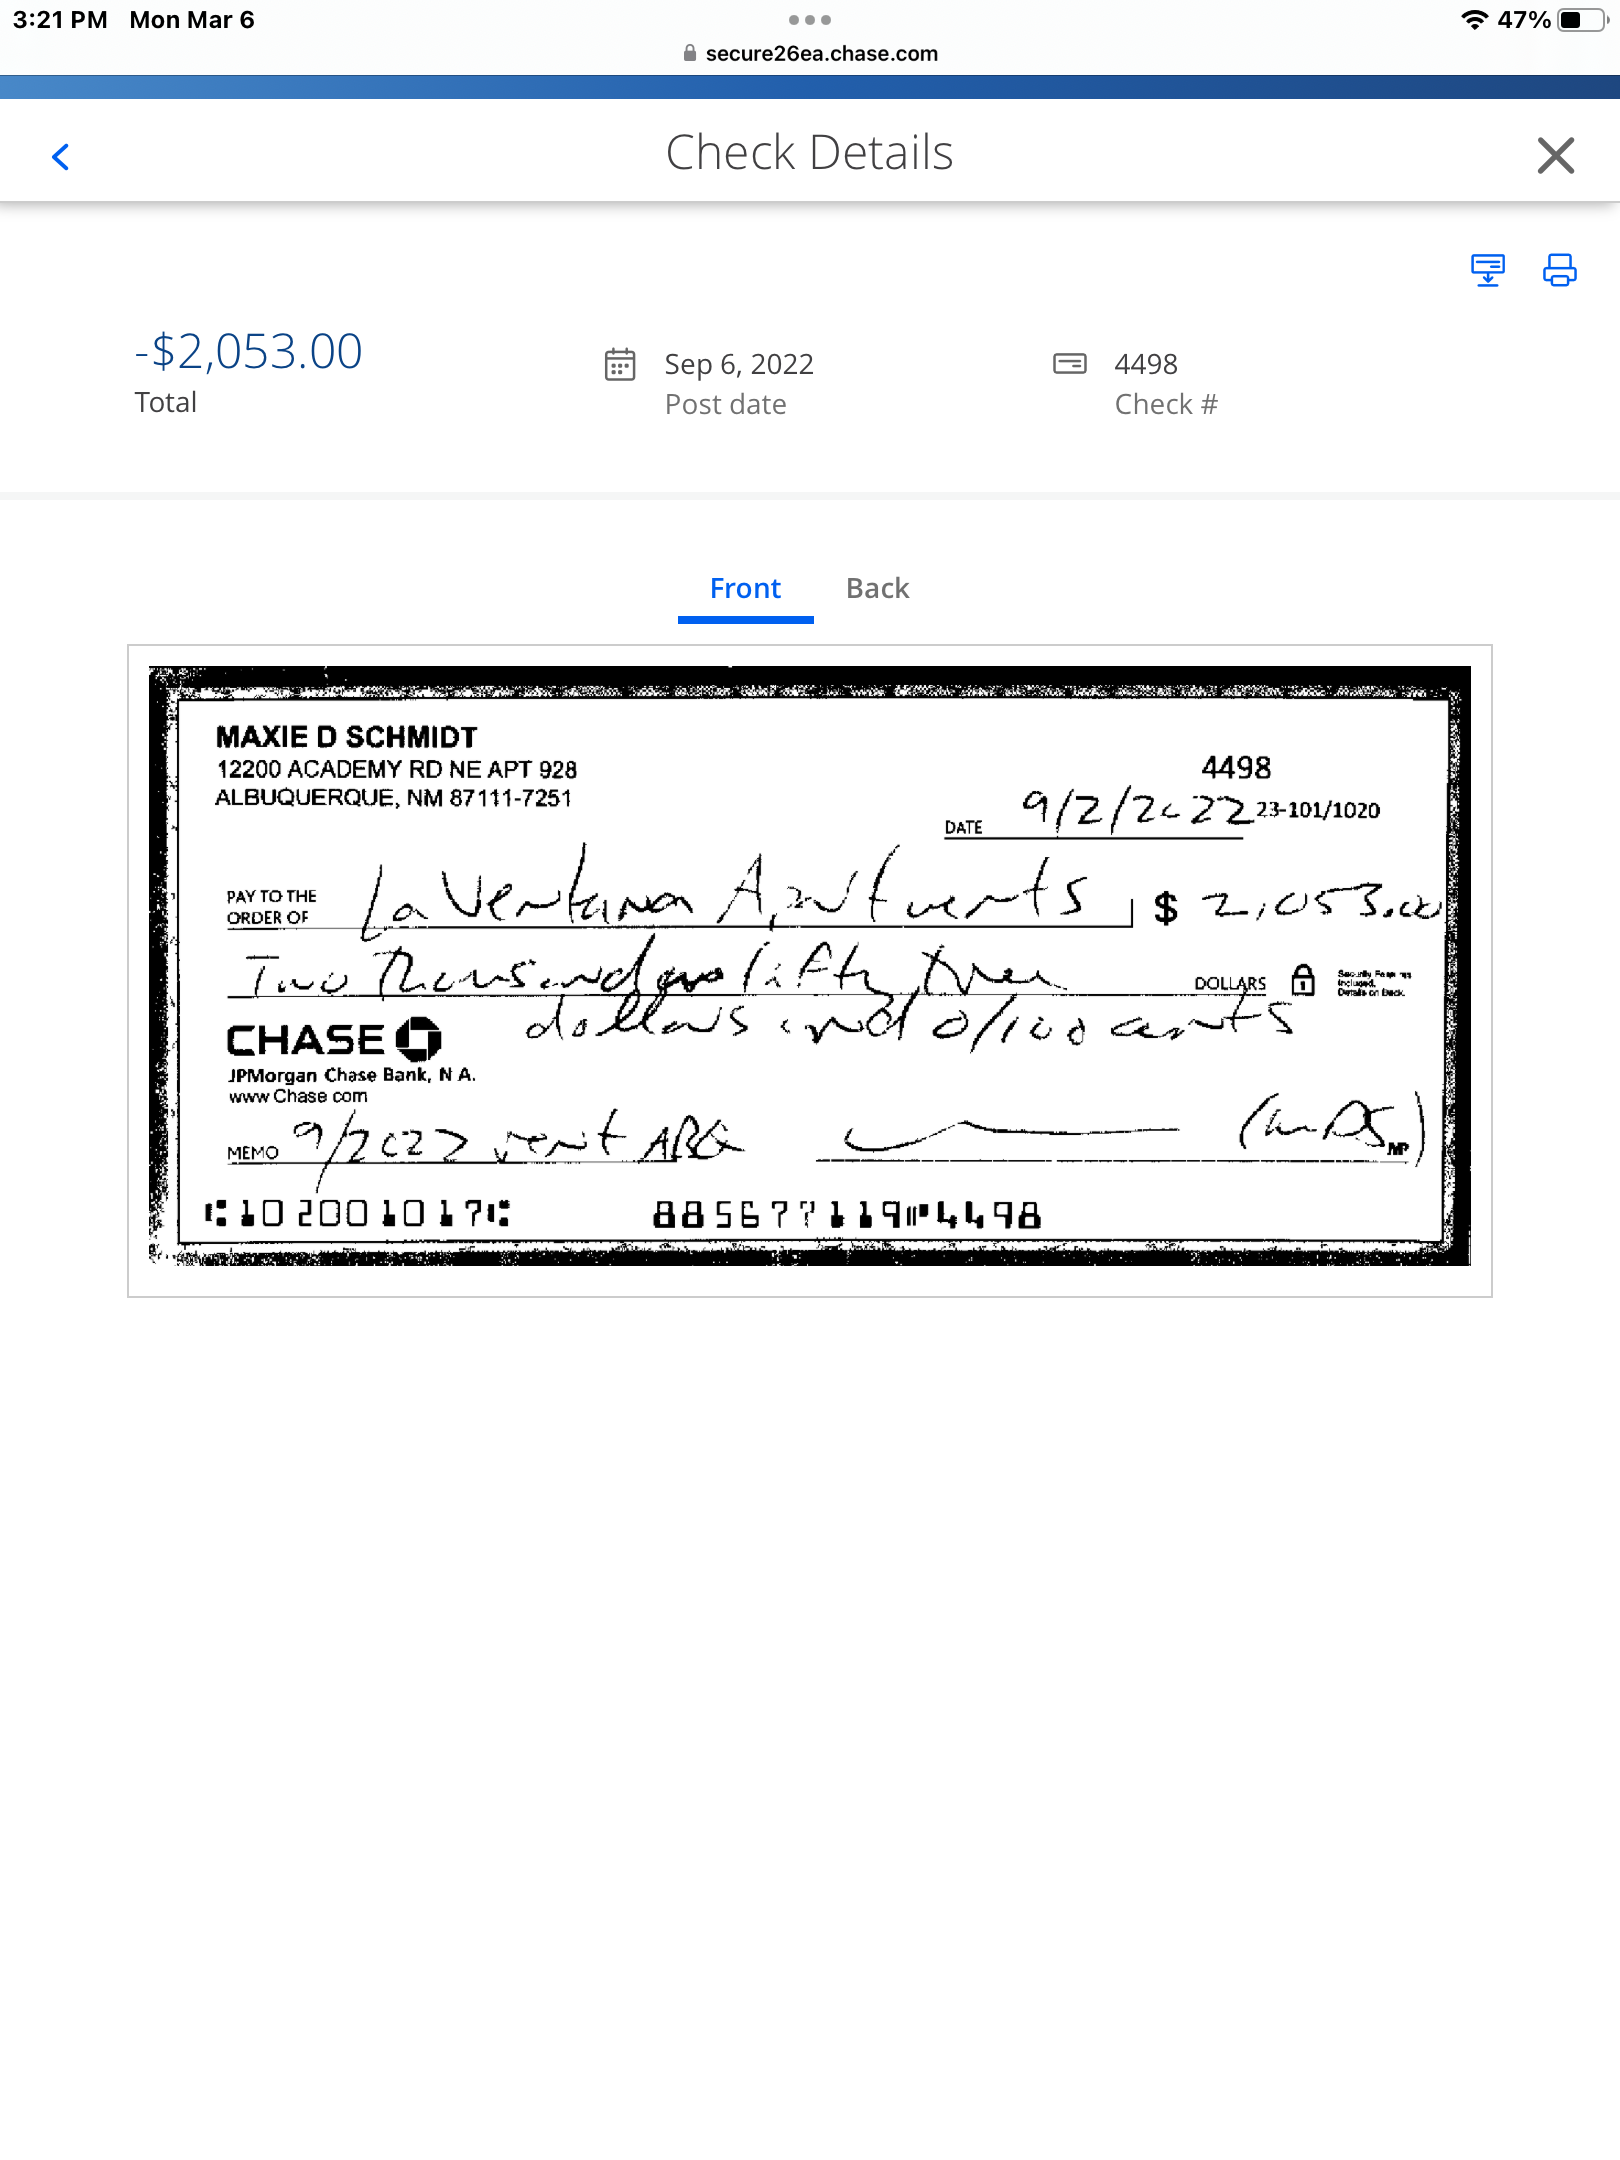 3:21 PM Mon Mar 6
47%
secure26ea.chase.com
Check Details
-$2,053.00
Total
Sep 6, 2022
Post date
4498
Check #
Front Back
MAXIE D SCHMIDT
12200 ACADEMY RD NE APT 928
ALBUQUERQUE, NM 87111-7251
4498
DATE 9/2/2022 23-101/1020
PAY TO THE
ORDER OF La Ventana Apartments $ 2,053.00
Two thousand fifty three DOLLARS
Security Features
Included.
Details on Back.
dollars and 0/100 cents
CHASE
JPMorgan Chase Bank, N A.
www Chase com
MEMO 9/2022 rent ABQ (MDS)
MP
⑆102001017⑆ 885677119⑈4498